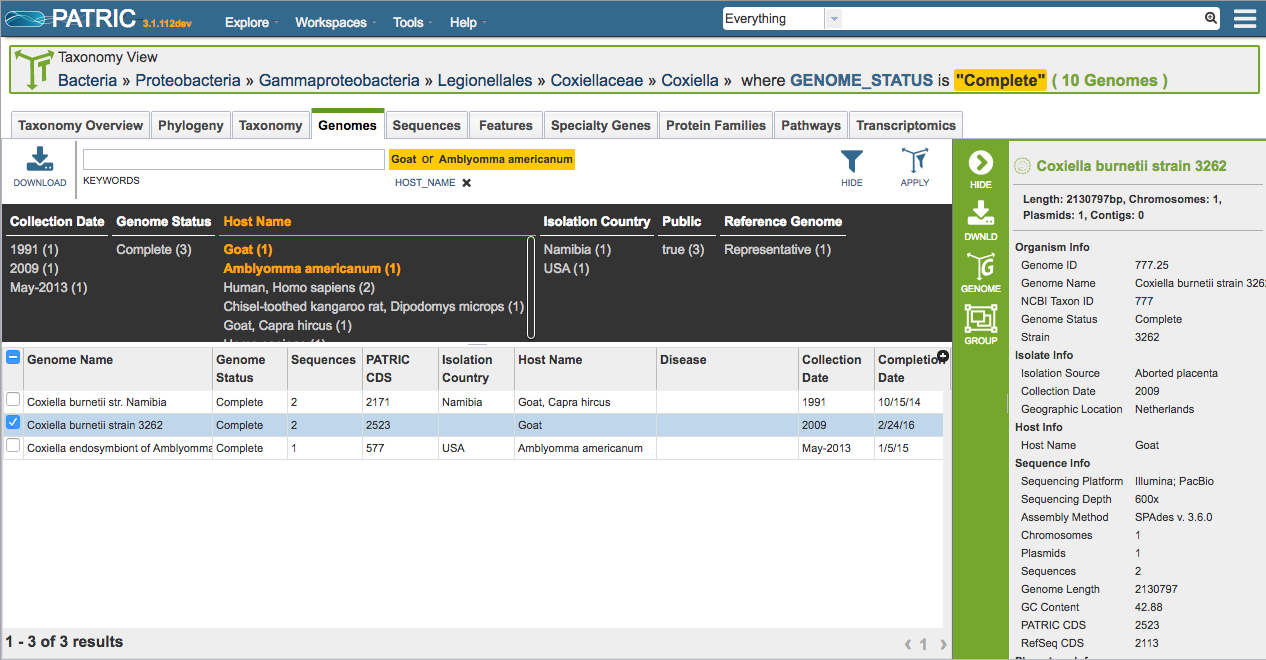 PATRIC 3.1.112dev Explore Workspaces Tools Help Everything
Taxonomy View
Bacteria » Proteobacteria » Gammaproteobacteria » Legionellales » Coxiellaceae » Coxiella » where GENOME_STATUS is "Complete" ( 10 Genomes )
Taxonomy Overview Phylogeny Taxonomy Genomes Sequences Features Specialty Genes Protein Families Pathways Transcriptomics
Goat or Amblyomma americanum
DOWNLOAD KEYWORDS HOST_NAME ✖ HIDE APPLY
Collection Date Genome Status Host Name Isolation Country Public Reference Genome
1991 (1) Complete (3) Goat (1) Namibia (1) true (3) Representative (1)
2009 (1) Amblyomma americanum (1) USA (1)
May-2013 (1) Human, Homo sapiens (2)
Chisel-toothed kangaroo rat, Dipodomys microps (1)
Goat, Capra hircus (1)
Genome Name Genome Status Sequences PATRIC CDS Isolation Country Host Name Disease Collection Date Completion Date
Coxiella burnetii str. Namibia Complete 2 2171 Namibia Goat, Capra hircus 1991 10/15/14
Coxiella burnetii strain 3262 Complete 2 2523 Goat 2009 2/24/16
Coxiella endosymbiont of Amblyomma Complete 1 577 USA Amblyomma americanum May-2013 1/5/15
1 - 3 of 3 results ‹ 1 ›
HIDE
DWNLD
GENOME
GROUP
Coxiella burnetii strain 3262
Length: 2130797bp, Chromosomes: 1,
Plasmids: 1, Contigs: 0
Organism Info
Genome ID 777.25
Genome Name Coxiella burnetii strain 3262
NCBI Taxon ID 777
Genome Status Complete
Strain 3262
Isolate Info
Isolation Source Aborted placenta
Collection Date 2009
Geographic Location Netherlands
Host Info
Host Name Goat
Sequence Info
Sequencing Platform Illumina; PacBio
Sequencing Depth 600x
Assembly Method SPAdes v. 3.6.0
Chromosomes 1
Plasmids 1
Sequences 2
Genome Length 2130797
GC Content 42.88
PATRIC CDS 2523
RefSeq CDS 2113